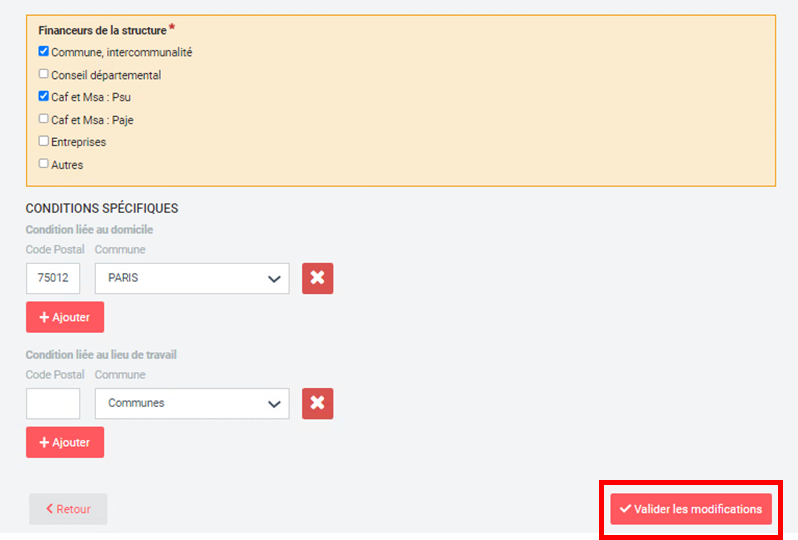 Financeurs de la structure *
Commune, intercommunalité
Conseil départemental
Caf et Msa : Psu
Caf et Msa : Paje
Entreprises
Autres
CONDITIONS SPÉCIFIQUES
Condition liée au domicile
Code Postal Commune
75012 PARIS
+ Ajouter
Condition liée au lieu de travail
Code Postal Commune
Communes
+ Ajouter
Retour
Valider les modifications